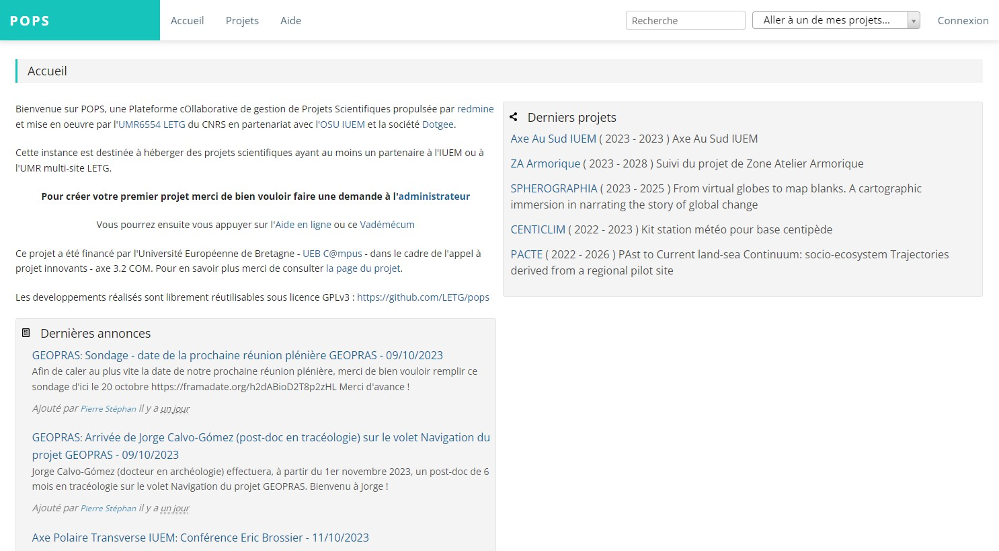 POPS
Accueil
Projets
Aide
Recherche
Aller à un de mes projets...
Connexion
Accueil
Bienvenue sur POPS, une Plateforme cOllaborative de gestion de Projets Scientifiques propulsée par redmine
et mise en oeuvre par l'UMR6554 LETG du CNRS en partenariat avec l'OSU IUEM et la société Dotgee.
Cette instance est destinée à héberger des projets scientifiques ayant au moins un partenaire à l'IUEM ou à
l'UMR multi-site LETG.
Pour créer votre premier projet merci de bien vouloir faire une demande à l'administrateur
Vous pourrez ensuite vous appuyer sur l'Aide en ligne ou ce Vadémécum
Ce projet a été financé par l'Université Européenne de Bretagne - UEB C@mpus - dans le cadre de l'appel à
projet innovants - axe 3.2 COM. Pour en savoir plus merci de consulter la page du projet.
Les developpements réalisés sont librement réutilisables sous licence GPLv3 : https://github.com/LETG/pops
Dernières annonces
GEOPRAS: Sondage - date de la prochaine réunion plénière GEOPRAS - 09/10/2023
Afin de caler au plus vite la date de notre prochaine réunion plénière, merci de bien vouloir remplir ce
sondage d'ici le 20 octobre https://framadate.org/h2dABioD2T8p2zHL Merci d'avance !
Ajouté par Pierre Stéphan il y a un jour
GEOPRAS: Arrivée de Jorge Calvo-Gómez (post-doc en tracéologie) sur le volet Navigation du
projet GEOPRAS - 09/10/2023
Jorge Calvo-Gómez (docteur en archéologie) effectuera, à partir du 1er novembre 2023, un post-doc de 6
mois en tracéologie sur le volet Navigation du projet GEOPRAS. Bienvenu à Jorge !
Ajouté par Pierre Stéphan il y a un jour
Axe Polaire Transverse IUEM: Conférence Eric Brossier - 11/10/2023
Derniers projets
Axe Au Sud IUEM ( 2023 - 2023 ) Axe Au Sud IUEM
ZA Armorique ( 2023 - 2028 ) Suivi du projet de Zone Atelier Armorique
SPHEROGRAPHIA ( 2023 - 2025 ) From virtual globes to map blanks. A cartographic
immersion in narrating the story of global change
CENTICLIM ( 2022 - 2023 ) Kit station météo pour base centipède
PACTE ( 2022 - 2026 ) PAst to Current land-sea Continuum: socio-ecosystem Trajectories
derived from a regional pilot site